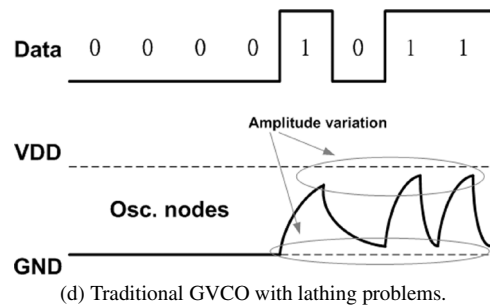 Data 0 0 0 0 1 0 1 1
Amplitude variation
VDD
Osc. nodes
GND
(d) Traditional GVCO with lathing problems.